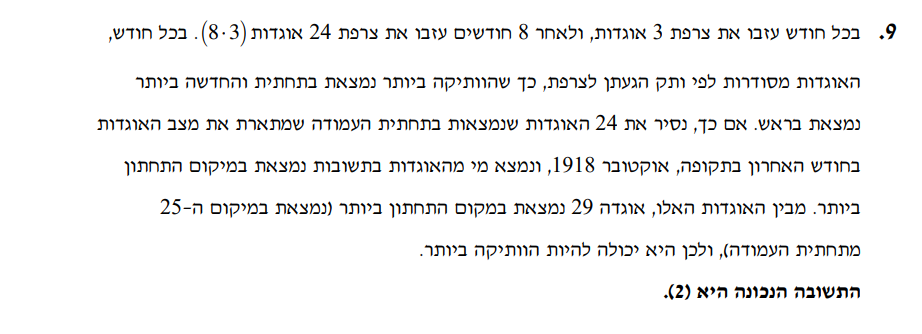 9. בכל חודש עזבו את צרפת 3 אוגדות, ולאחר 8 חודשים עזבו את צרפת 24 אוגדות (8·3). בכל חודש,
האוגדות מסודרות לפי ותק הגעתן לצרפת, כך שהוותיקה ביותר נמצאת בתחתית והחדשה ביותר
נמצאת בראש. אם כך, נסיר את 24 האוגדות שנמצאות בתחתית העמודה שמתארת את מצב האוגדות
בחודש האחרון בתקופה, אוקטובר 1918, ונמצא מי מהאוגדות בתשובות נמצאת במיקום התחתון
ביותר. מבין האוגדות האלו, אוגדה 29 נמצאת במקום התחתון ביותר (נמצאת במיקום ה-25
מתחתית העמודה), ולכן היא יכולה להיות הוותיקה ביותר.
התשובה הנכונה היא (2).